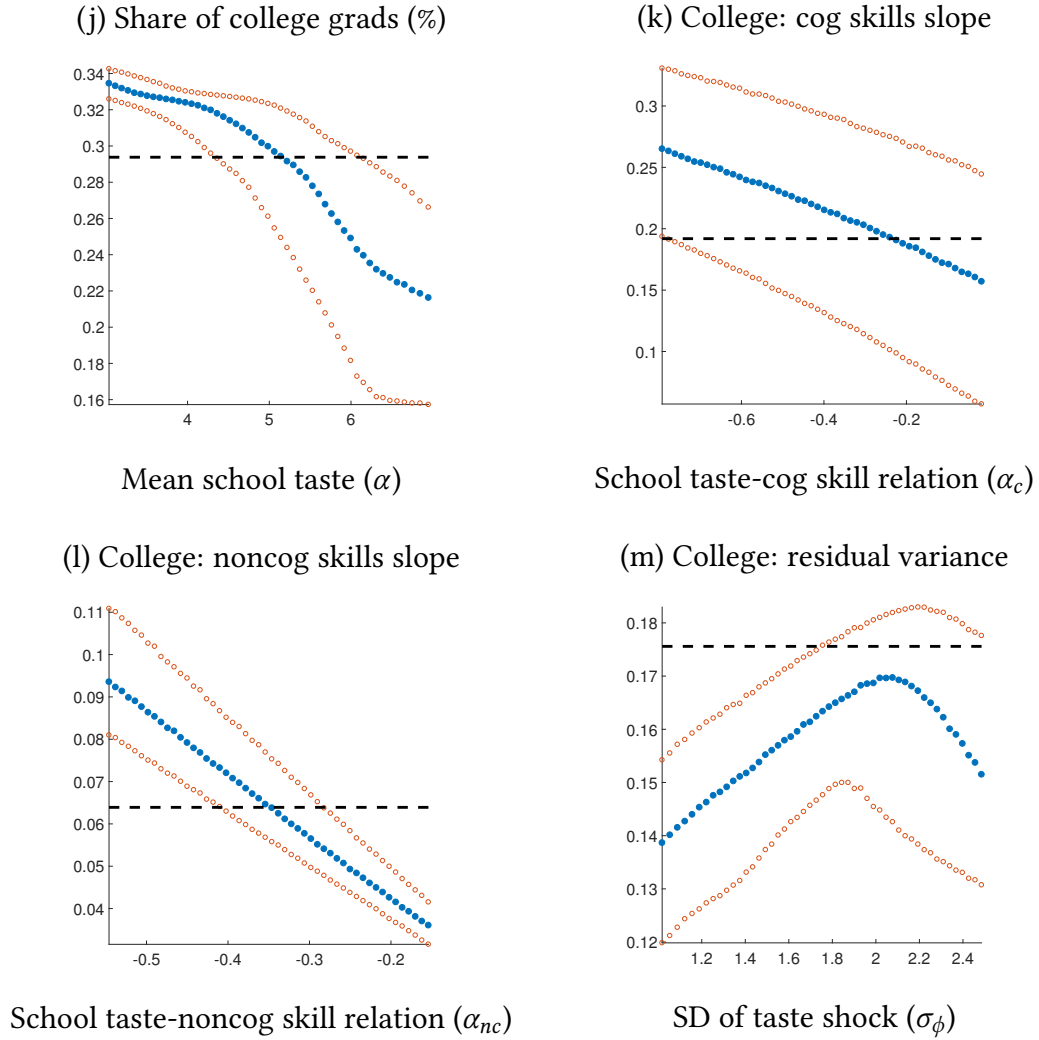 (j) Share of college grads (%)
0.34
0.32
0.3
0.28
0.26
0.24
0.22
0.2
0.18
0.16
4 5 6
Mean school taste (α)
(k) College: cog skills slope
0.3
0.25
0.2
0.15
0.1
-0.6 -0.4 -0.2
School taste-cog skill relation (α_c)
(l) College: noncog skills slope
0.11
0.1
0.09
0.08
0.07
0.06
0.05
0.04
-0.5 -0.4 -0.3 -0.2
School taste-noncog skill relation (α_nc)
(m) College: residual variance
0.18
0.17
0.16
0.15
0.14
0.13
0.12
1.2 1.4 1.6 1.8 2 2.2 2.4
SD of taste shock (σ_ϕ)